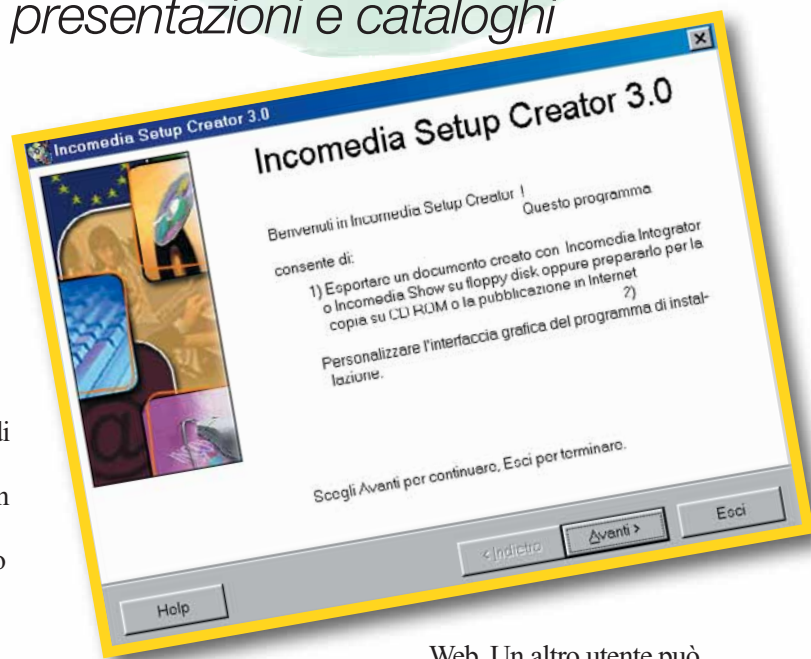 presentazioni e cataloghi
Incomedia Setup Creator 3.0
Incomedia Setup Creator 3.0
Benvenuti in Incomedia Setup Creator !
Questo programma
consente di:
1) Esportare un documento creato con Incomedia Integrator
o Incomedia Show su floppy disk oppure prepararlo per la
copia su CD ROM o la pubblicazione in Internet
2)
Personalizzare l'interfaccia grafica del programma di instal-
lazione.
Scegli Avanti per continuare, Esci per terminare.
Help
< Indietro
Avanti >
Esci
di
n
o
Web. Un altro utente può